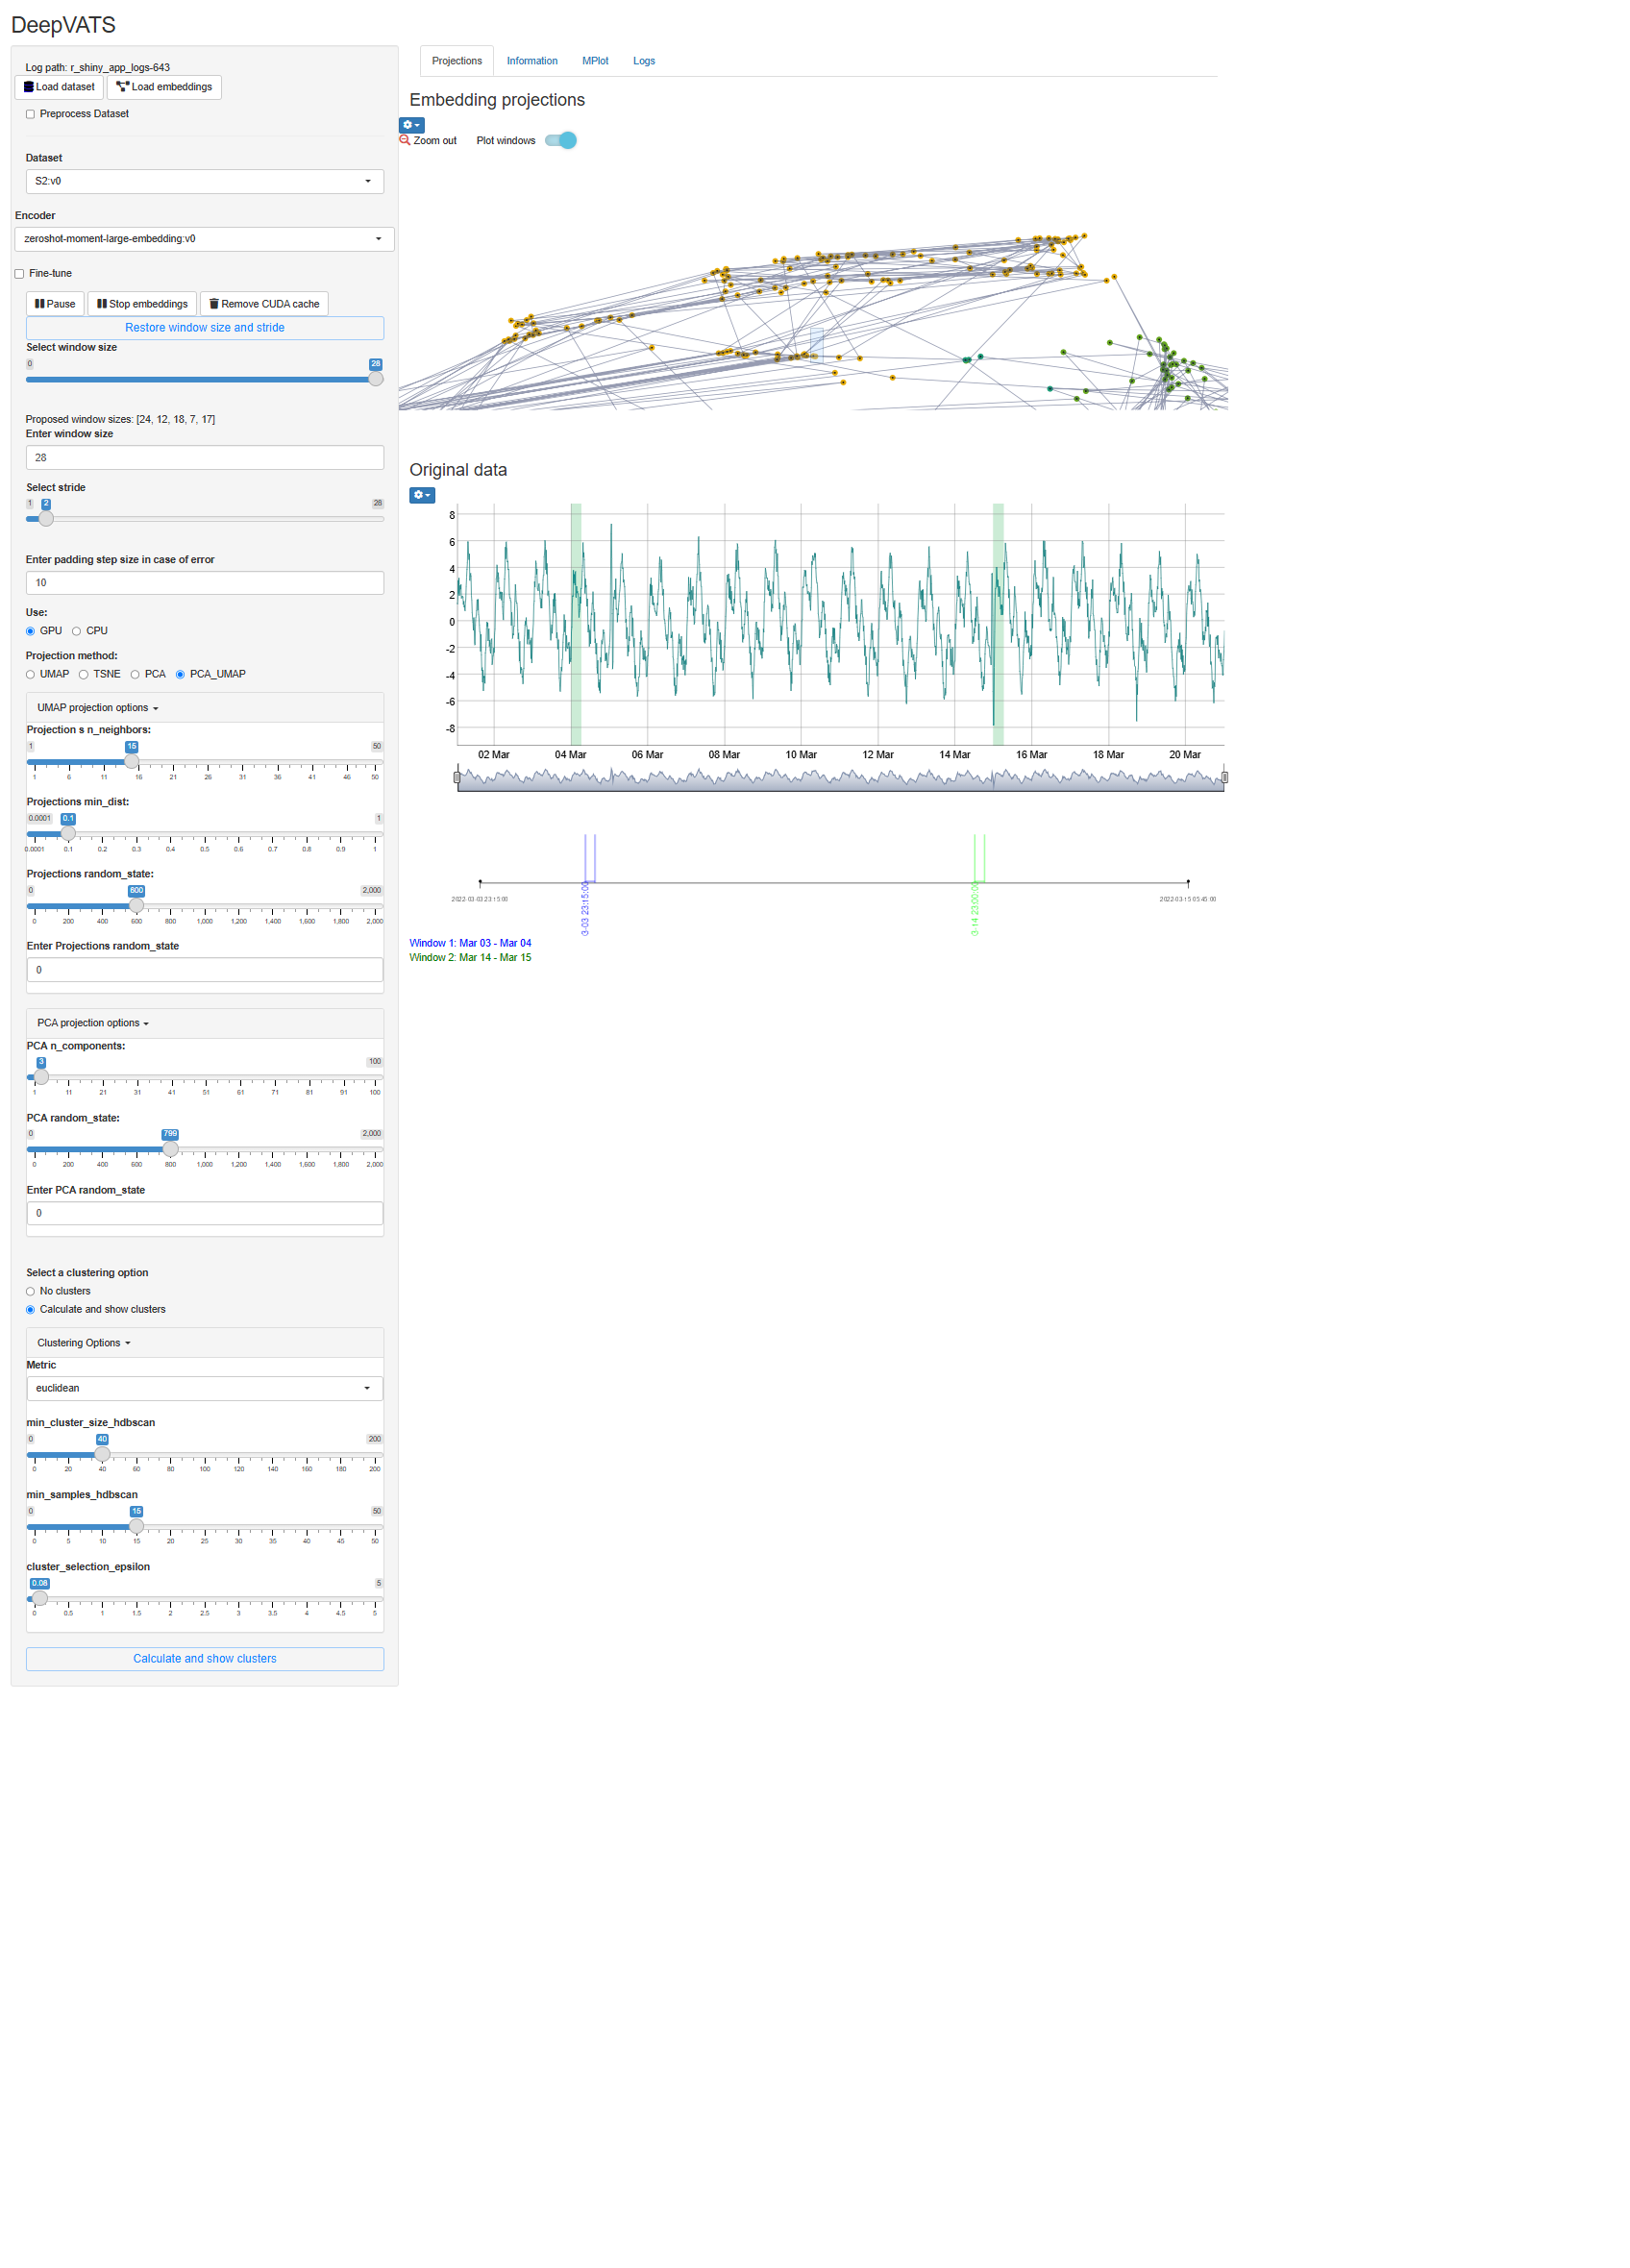 DeepVATS
Log path: r_shiny_app_logs-643
Load dataset Load embeddings
Preprocess Dataset
Dataset
S2:v0
Encoder
zeroshot-moment-large-embedding:v0
Fine-tune
Pause Stop embeddings Remove CUDA cache
Restore window size and stride
Select window size
0 28
Proposed window sizes: [24, 12, 18, 7, 17]
Enter window size
28
Select stride
1 2 28
Enter padding step size in case of error
10
Use:
GPU CPU
Projection method:
UMAP TSNE PCA PCA_UMAP
UMAP projection options
Projection s n_neighbors:
1 15 50
1 6 11 16 21 26 31 36 41 46 50
Projections min_dist:
0.0001 0.1 1
0.0001 0.1 0.2 0.3 0.4 0.5 0.6 0.7 0.8 0.9 1
Projections random_state:
0 600 2,000
0 200 400 600 800 1,000 1,200 1,400 1,600 1,800 2,000
Enter Projections random_state
0
PCA projection options
PCA n_components:
3 100
1 11 21 31 41 51 61 71 81 91 100
PCA random_state:
0 799 2,000
0 200 400 600 800 1,000 1,200 1,400 1,600 1,800 2,000
Enter PCA random_state
0
Select a clustering option
No clusters
Calculate and show clusters
Clustering Options
Metric
euclidean
min_cluster_size_hdbscan
0 40 200
0 20 40 60 80 100 120 140 160 180 200
min_samples_hdbscan
0 15 50
0 5 10 15 20 25 30 35 40 45 50
cluster_selection_epsilon
0.08 5
0 0.5 1 1.5 2 2.5 3 3.5 4 4.5 5
Calculate and show clusters
Projections Information MPlot Logs
Embedding projections
Zoom out Plot windows
Original data
8
6
4
2
0
-2
-4
-6
-8
02 Mar 04 Mar 06 Mar 08 Mar 10 Mar 12 Mar 14 Mar 16 Mar 18 Mar 20 Mar
2022-03-03 23:15:00 2022-03-15 05:45:00
3-03 23:15:00
3-14 23:00:00
Window 1: Mar 03 - Mar 04
Window 2: Mar 14 - Mar 15